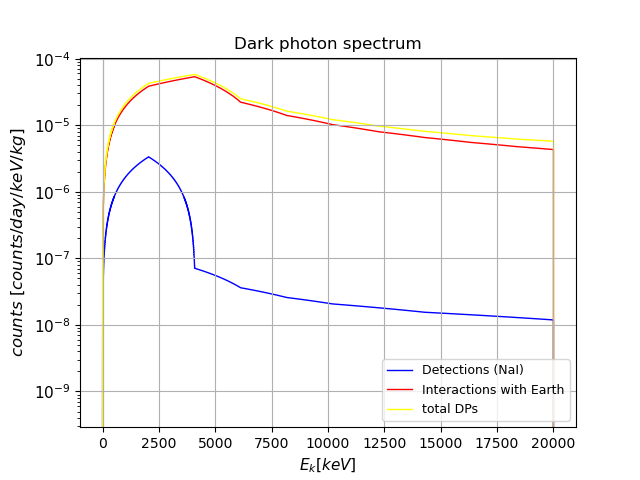 Dark photon spectrum
counts [counts/day/keV/kg]
10⁻⁴
10⁻⁵
10⁻⁶
10⁻⁷
10⁻⁸
10⁻⁹
Detections (NaI)
Interactions with Earth
total DPs
0 2500 5000 7500 10000 12500 15000 17500 20000
E_k[keV]